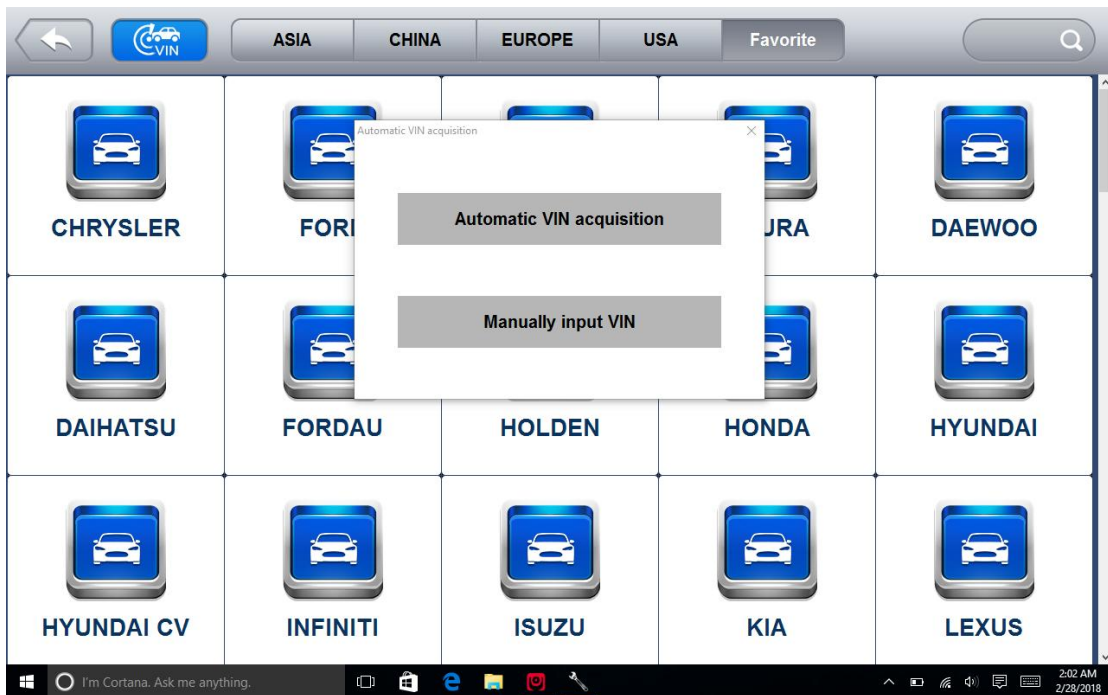 VIN
ASIA
CHINA
EUROPE
USA
Favorite
Automatic VIN acquisition
Automatic VIN acquisition
Manually input VIN
CHRYSLER
DAEWOO
DAIHATSU
FORDAU
HOLDEN
HONDA
HYUNDAI
HYUNDAI CV
INFINITI
ISUZU
KIA
LEXUS
I'm Cortana. Ask me anything.
2:02 AM
2/28/2018